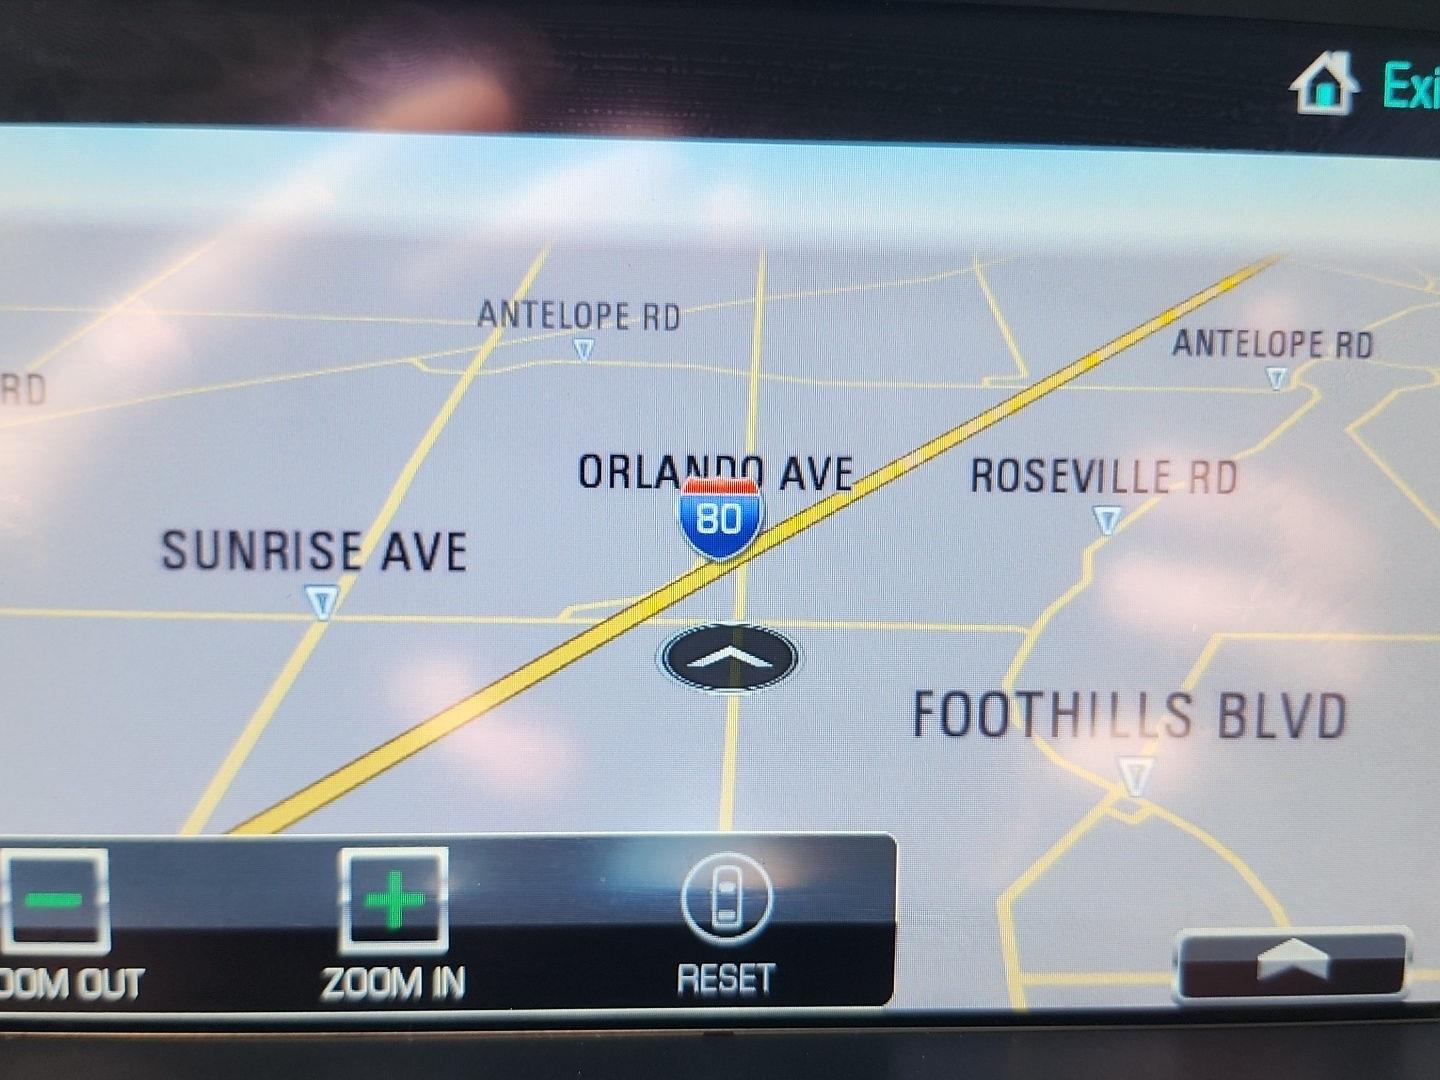 Exi
ANTELOPE RD
ANTELOPE RD
RD
ORLANDO AVE
ROSEVILLE RD
80
SUNRISE AVE
FOOTHILLS BLVD
OOM OUT
ZOOM IN
RESET